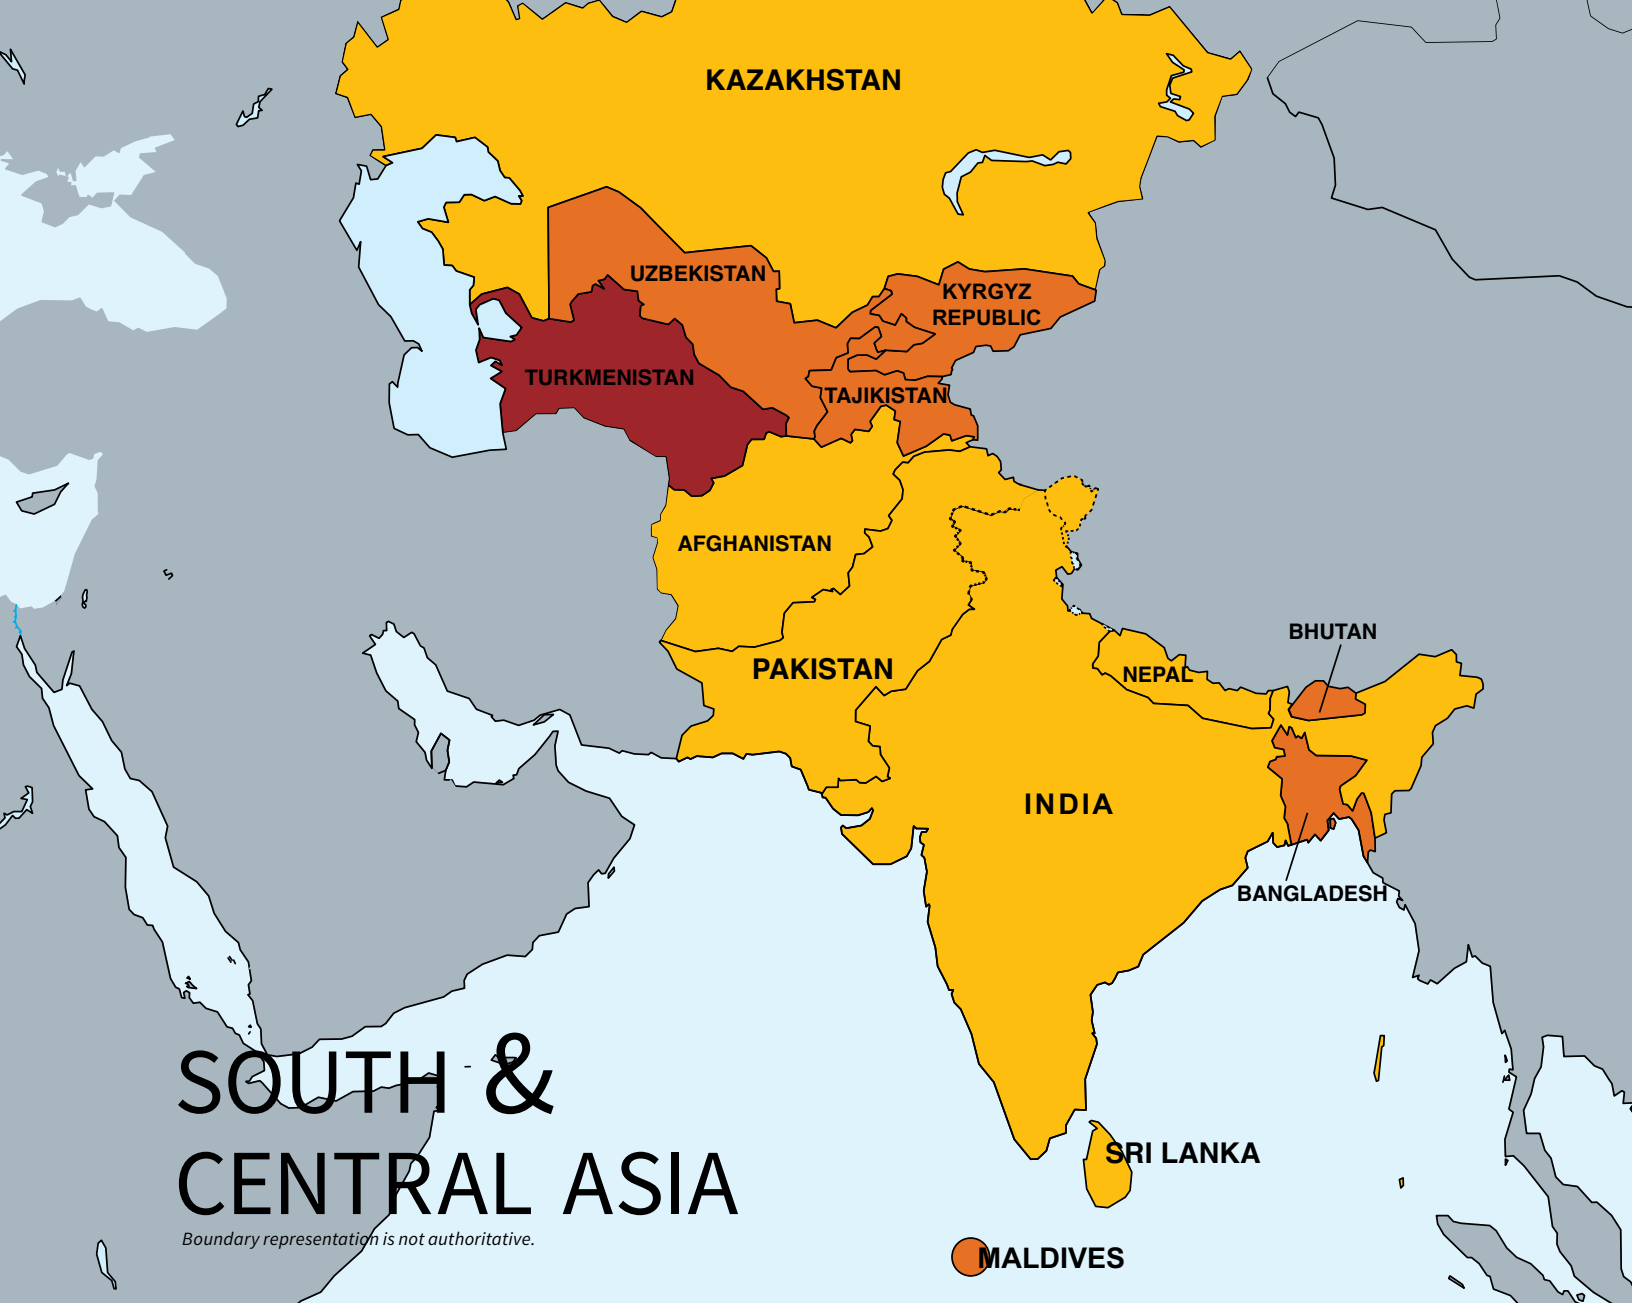 KAZAKHSTAN
UZBEKISTAN
KYRGYZ
REPUBLIC
TURKMENISTAN
TAJIKISTAN
AFGHANISTAN
PAKISTAN
BHUTAN
NEPAL
INDIA
BANGLADESH
SOUTH &
CENTRAL ASIA
Boundary representation is not authoritative.
SRI LANKA
MALDIVES